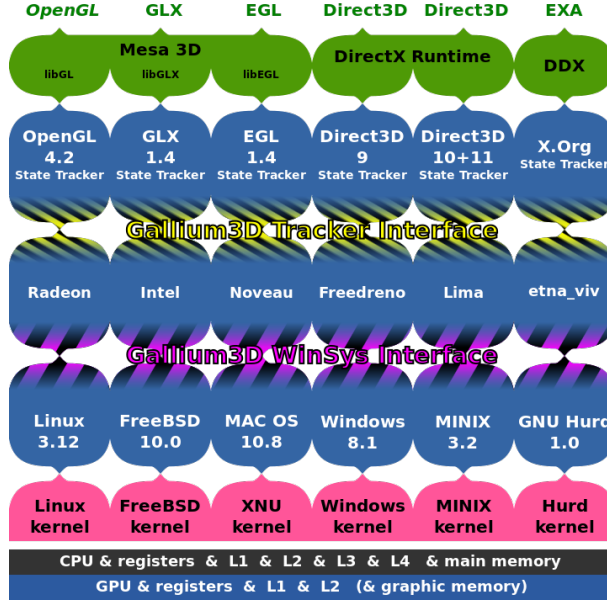 OpenGL GLX EGL Direct3D Direct3D EXA
Mesa 3D DirectX Runtime DDX
libGL libGLX libEGL
OpenGL GLX EGL Direct3D Direct3D X.Org
4.2 1.4 1.4 9 10+11 State Tracker
State Tracker State Tracker State Tracker State Tracker State Tracker
Gallium3D Tracker Interface
Radeon Intel Noveau Freedreno Lima etna_viv
Gallium3D WinSys Interface
Linux FreeBSD MAC OS Windows MINIX GNU Hurd
3.12 10.0 10.8 8.1 3.2 1.0
Linux FreeBSD XNU Windows MINIX Hurd
kernel kernel kernel kernel kernel kernel
CPU & registers & L1 & L2 & L3 & L4 & main memory
GPU & registers & L1 & L2 (& graphic memory)